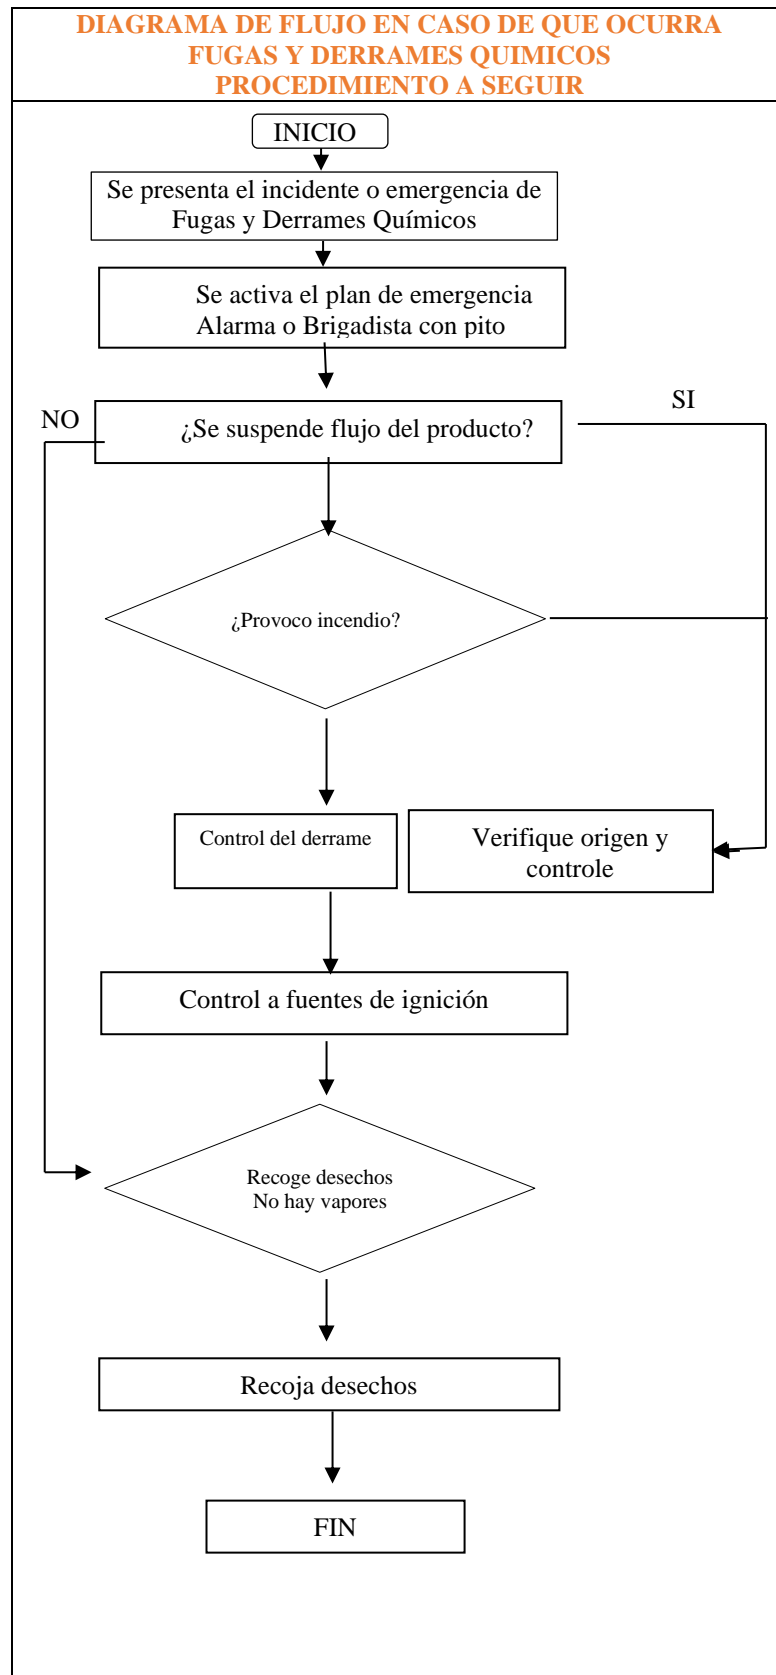 DIAGRAMA DE FLUJO EN CASO DE QUE OCURRA
FUGAS Y DERRAMES QUIMICOS
PROCEDIMIENTO A SEGUIR
INICIO
Se presenta el incidente o emergencia de
Fugas y Derrames Químicos
Se activa el plan de emergencia
Alarma o Brigadista con pito
NO
¿Se suspende flujo del producto?
SI
¿Provoco incendio?
Control del derrame
Verifique origen y
controle
Control a fuentes de ignición
Recoge desechos
No hay vapores
Recoja desechos
FIN